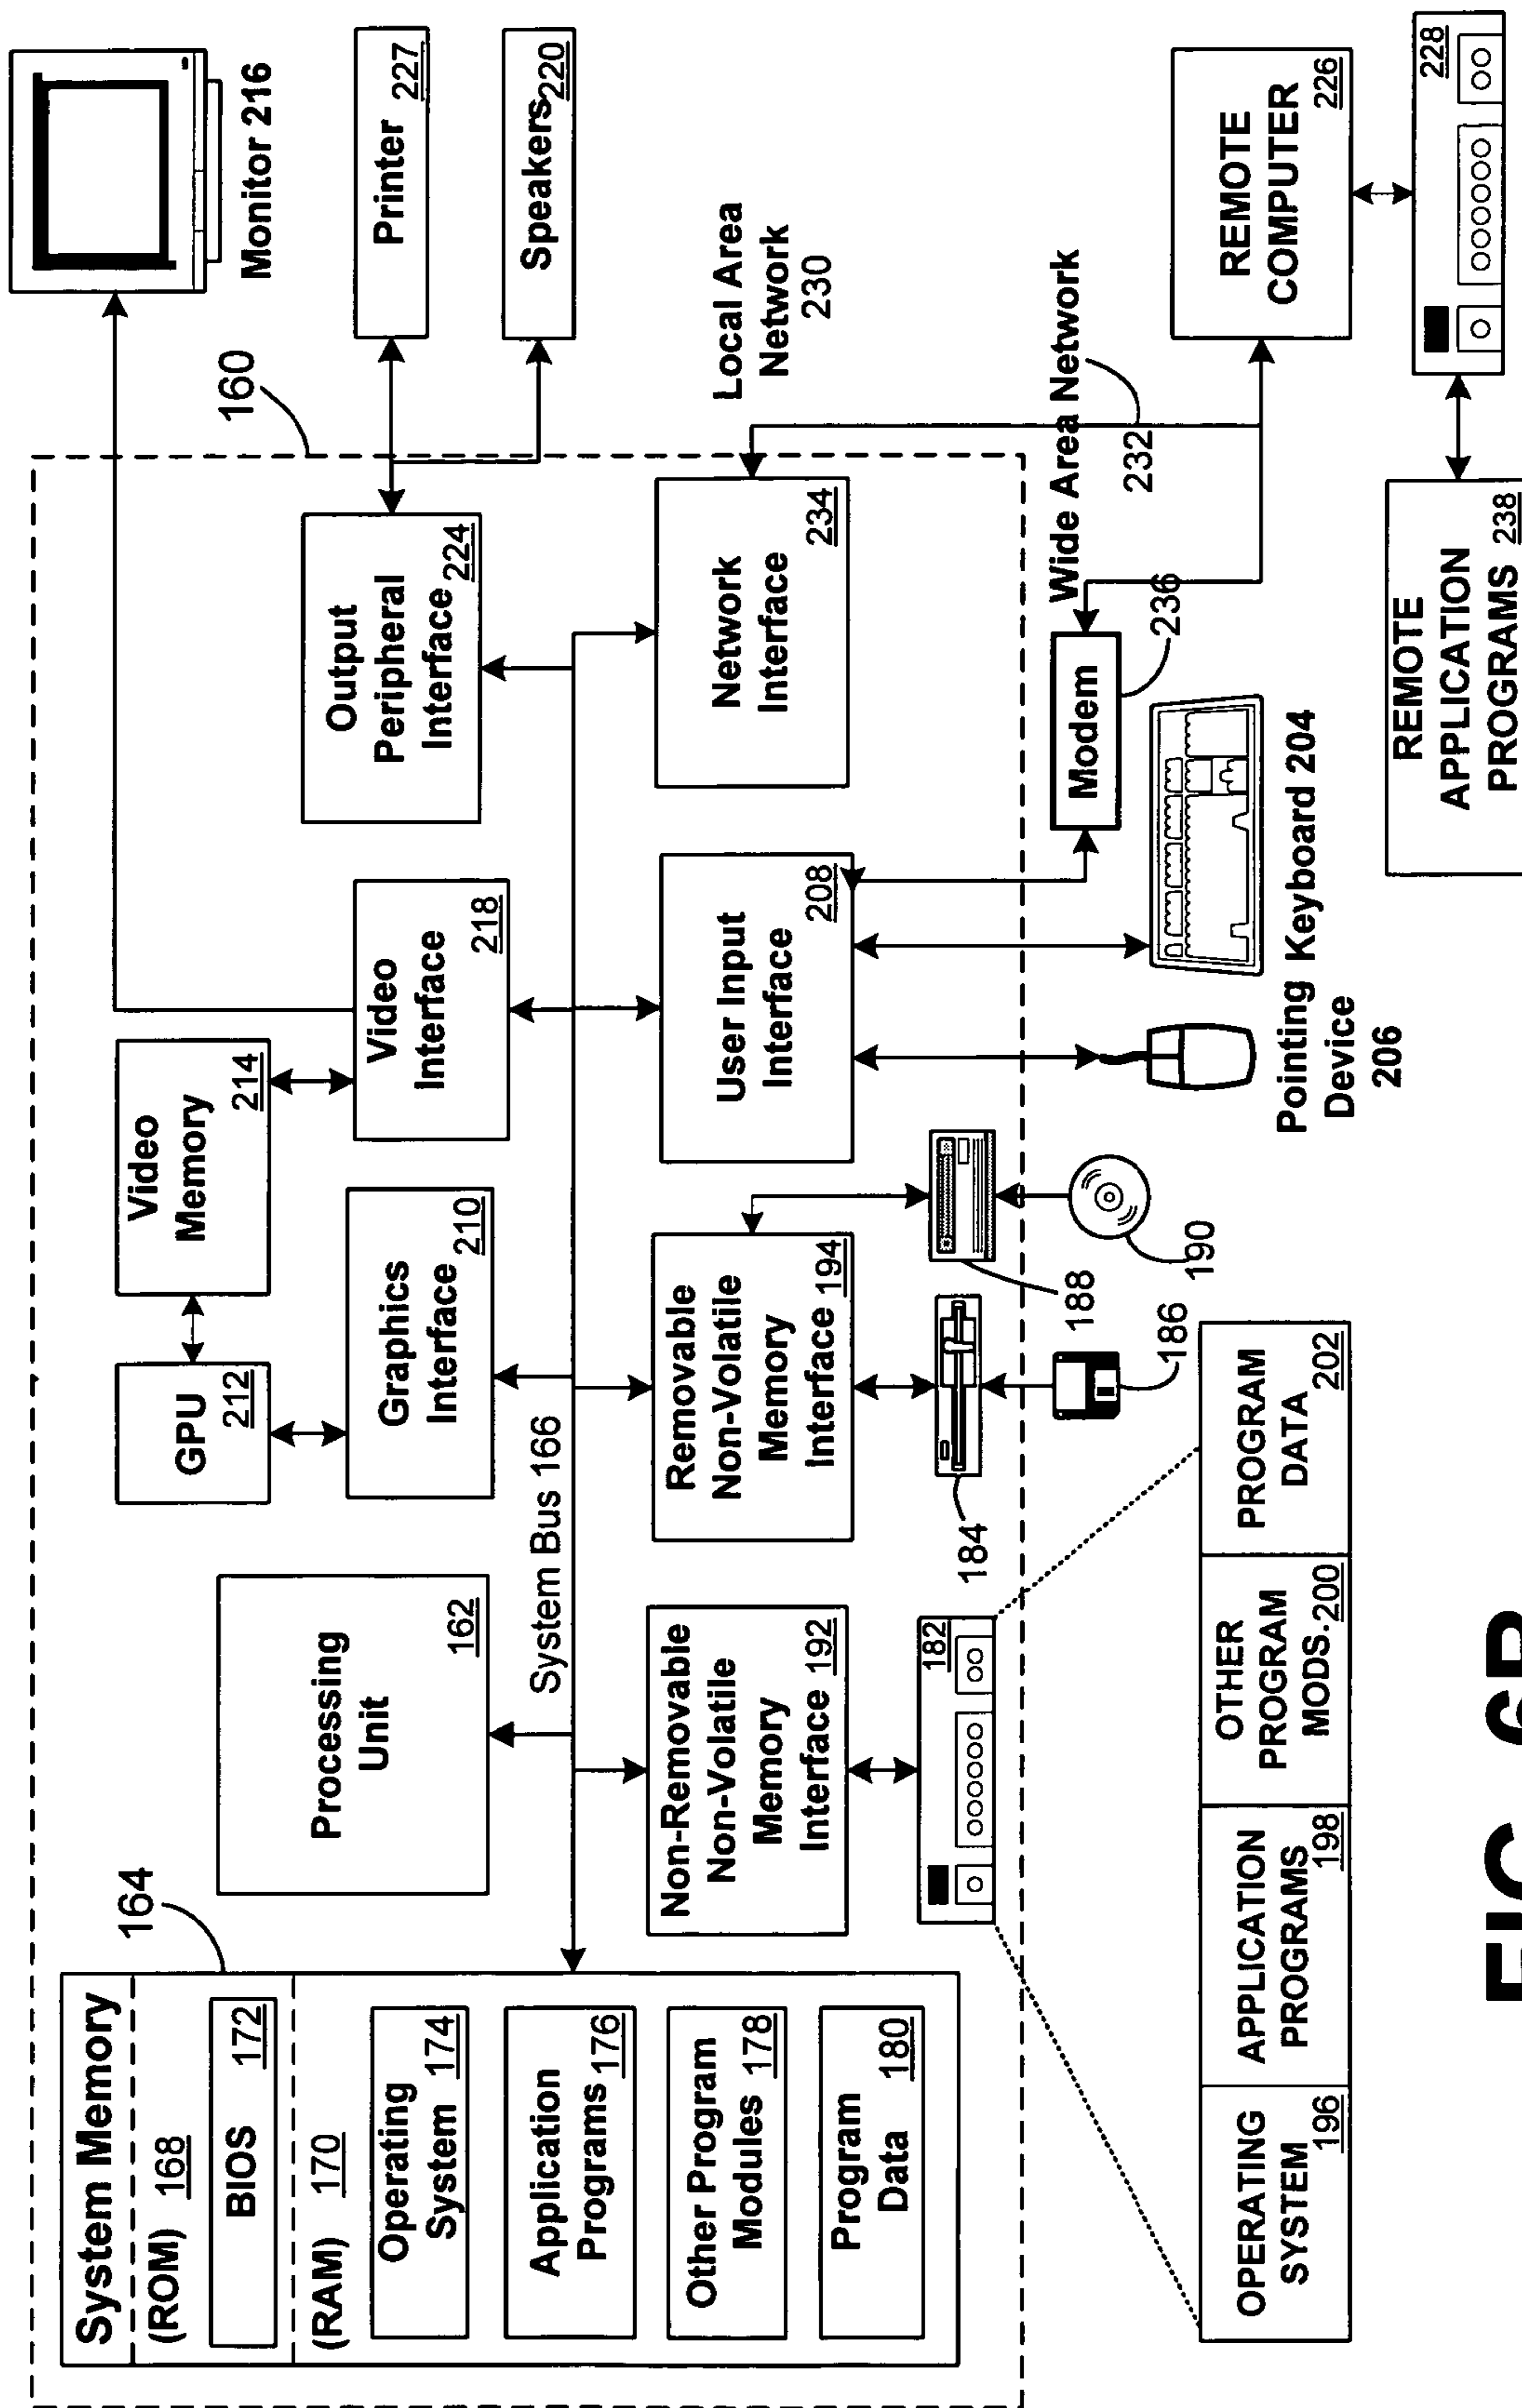 System Memory
(ROM) 168
BIOS 172
(RAM) 170
Operating
System 174
Application
Programs 176
Other Program
Modules 178
Program
Data 180
164
Processing
Unit
162
System Bus 166
GPU
212
Video
Memory
214
Graphics
Interface
210
Video
Interface
218
Output
Peripheral
Interface 224
160
Monitor 216
Printer
227
Speakers 220
Non-Removable
Non-Volatile
Memory
Interface 192
Removable
Non-Volatile
Memory
Interface 194
User Input
Interface
208
Network
Interface
234
Local Area
Network
230
182
184
188
186
190
Pointing
Device
206
Keyboard 204
Modem
236
Wide Area Network
232
REMOTE
COMPUTER
226
228
REMOTE
APPLICATION
PROGRAMS 238
OPERATING
SYSTEM
196
APPLICATION
PROGRAMS
198
OTHER
PROGRAM
MODS. 200
PROGRAM
DATA
202